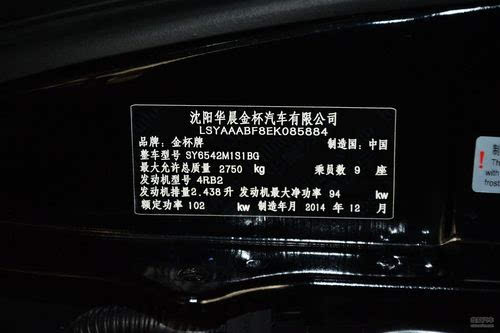 沈阳华晨金杯汽车有限公司
LSYAAABF8EK085884
品牌：金杯牌 制造国：中国
整车型号 SY6542M1S1BG
最大允许总质量 2750 kg 乘员数 9 座
发动机型号 4RB2
发动机排量 2.438 升 发动机最大净功率 94 kw
额定功率 102 kw 制造年月 2014 年 12 月
The
with
frost